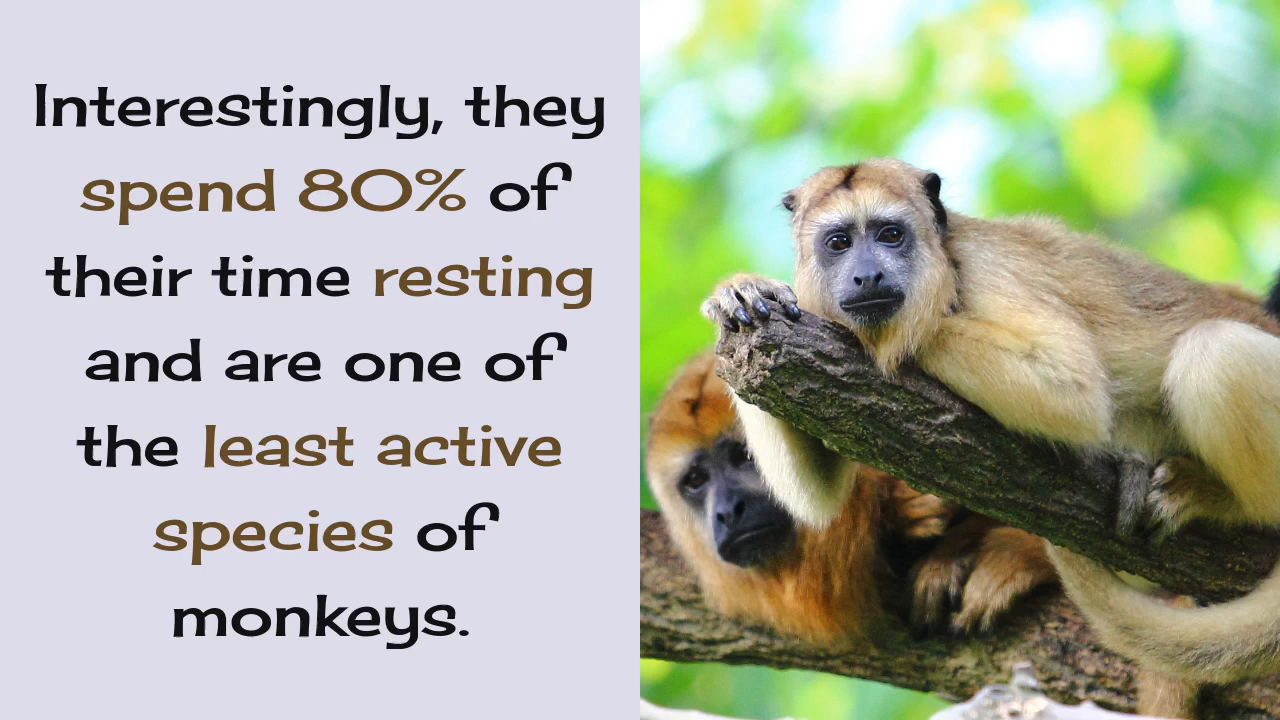 Interestingly, they
spend 80% of
their time resting
and are one of
the least active
species of
monkeys.